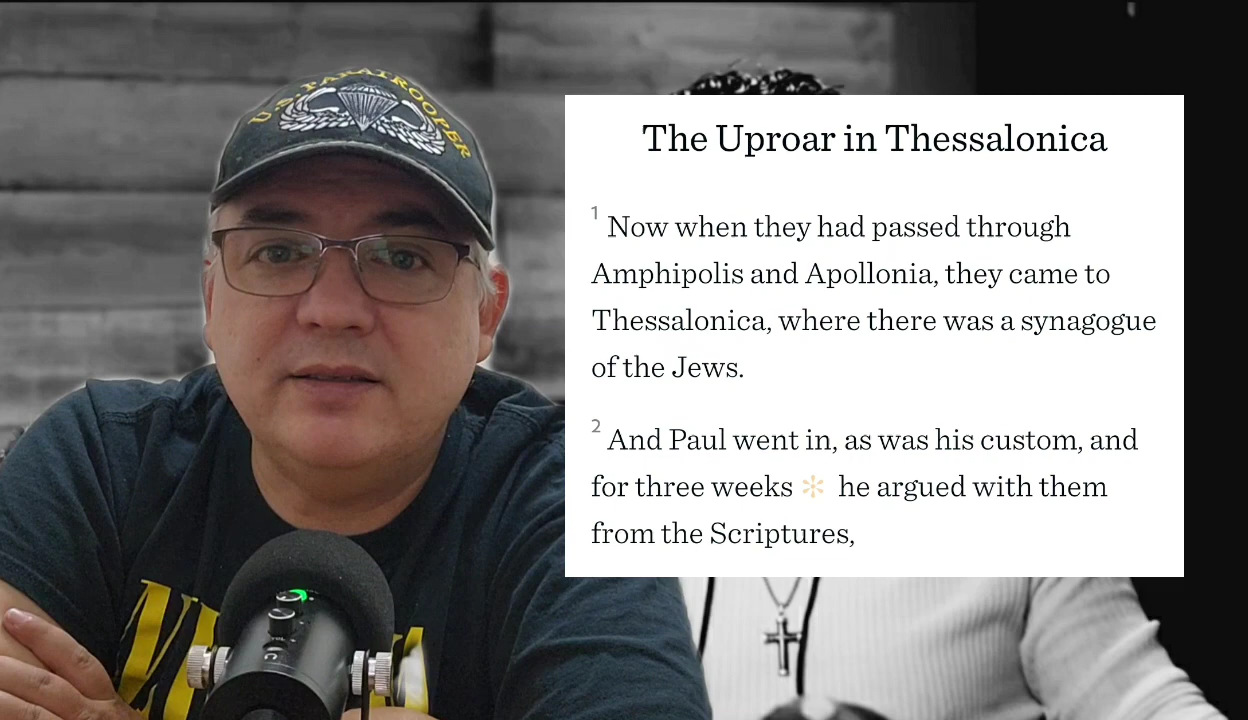 U.S. PARATROOPER
The Uproar in Thessalonica
1 Now when they had passed through
Amphipolis and Apollonia, they came to
Thessalonica, where there was a synagogue
of the Jews.
2 And Paul went in, as was his custom, and
for three weeks * he argued with them
from the Scriptures,